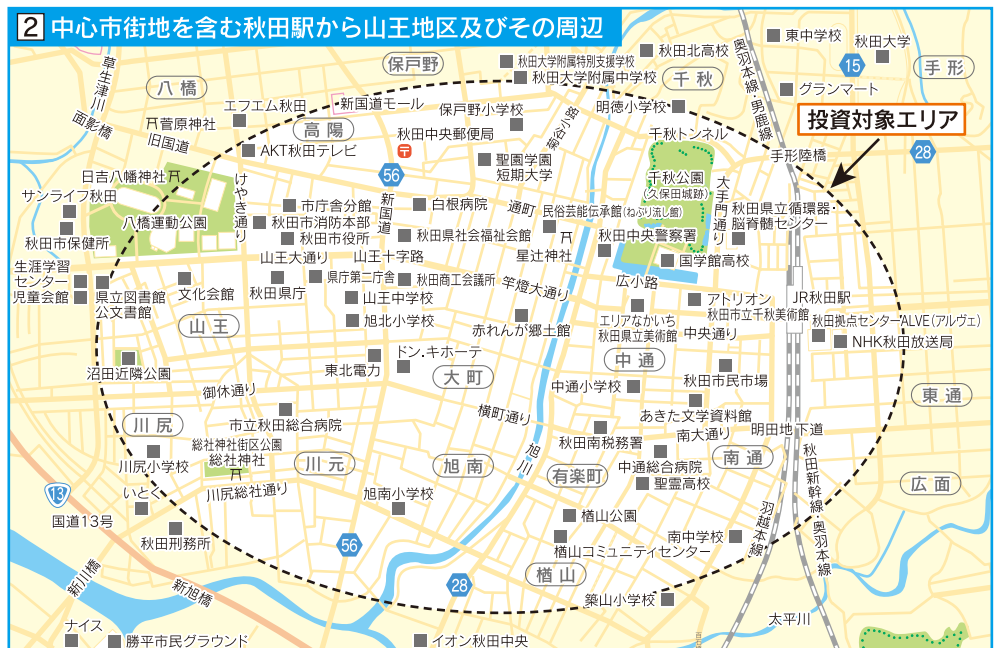 2 中心市街地を含む秋田駅から山王地区及びその周辺
草生津川
面影橋
八橋
エフエム秋田
新国道モール
保戸野
秋田大学附属特別支援学校
秋田大学附属中学校
秋田北高校
千秋
奥羽本線・男鹿線
東中学校
秋田大学
15
手形
グランマート
投資対象エリア
28
菅原神社
旧国道
高陽
AKT秋田テレビ
保戸野小学校
秋田中央郵便局
菊谷小路
明徳小学校
千秋トンネル
手形陸橋
聖園学園
短期大学
56
日吉八幡神社
サンライフ秋田
八橋運動公園
けやき通り
市庁舎分館
秋田市消防本部
秋田市役所
新国道
白根病院
通町
千秋公園
(久保田城跡)
大手門通り
秋田県立循環器・
脳脊髄センター
民俗芸能伝承館(ねぶり流し館)
秋田県社会福祉会館
星辻神社
秋田中央警察署
国学館高校
秋田市保健所
生涯学習
センター
児童会館
県立図書館
公文書館
文化会館
山王大通り
山王十字路
秋田県庁
県庁第二庁舎
秋田商工会議所
竿燈大通り
広小路
山王中学校
旭北小学校
山王
赤れんが郷土館
エリアなかいち
秋田県立美術館
アトリオン
秋田市立千秋美術館
中央通り
JR秋田駅
秋田拠点センターALVE(アルヴェ)
NHK秋田放送局
沼田近隣公園
東北電力
ドン.キホーテ
大町
中通
秋田市民市場
中通小学校
御休通り
東通
川尻
市立秋田総合病院
横町通り
あきた文学資料館
秋田南税務署
南大通り
明田地下道
総社神社街区公園
総社神社
川尻小学校
川尻総社通り
川元
旭南
旭川
有楽町
中通総合病院
南通
聖霊高校
秋田新幹線・奥羽本線
広面
13
国道13号
いとく
秋田刑務所
旭南小学校
楢山公園
楢山コミュニティセンター
南中学校
羽越本線
56
28
楢山
築山小学校
太平川
新川橋
新旭橋
ナイス
勝平市民グラウンド
イオン秋田中央